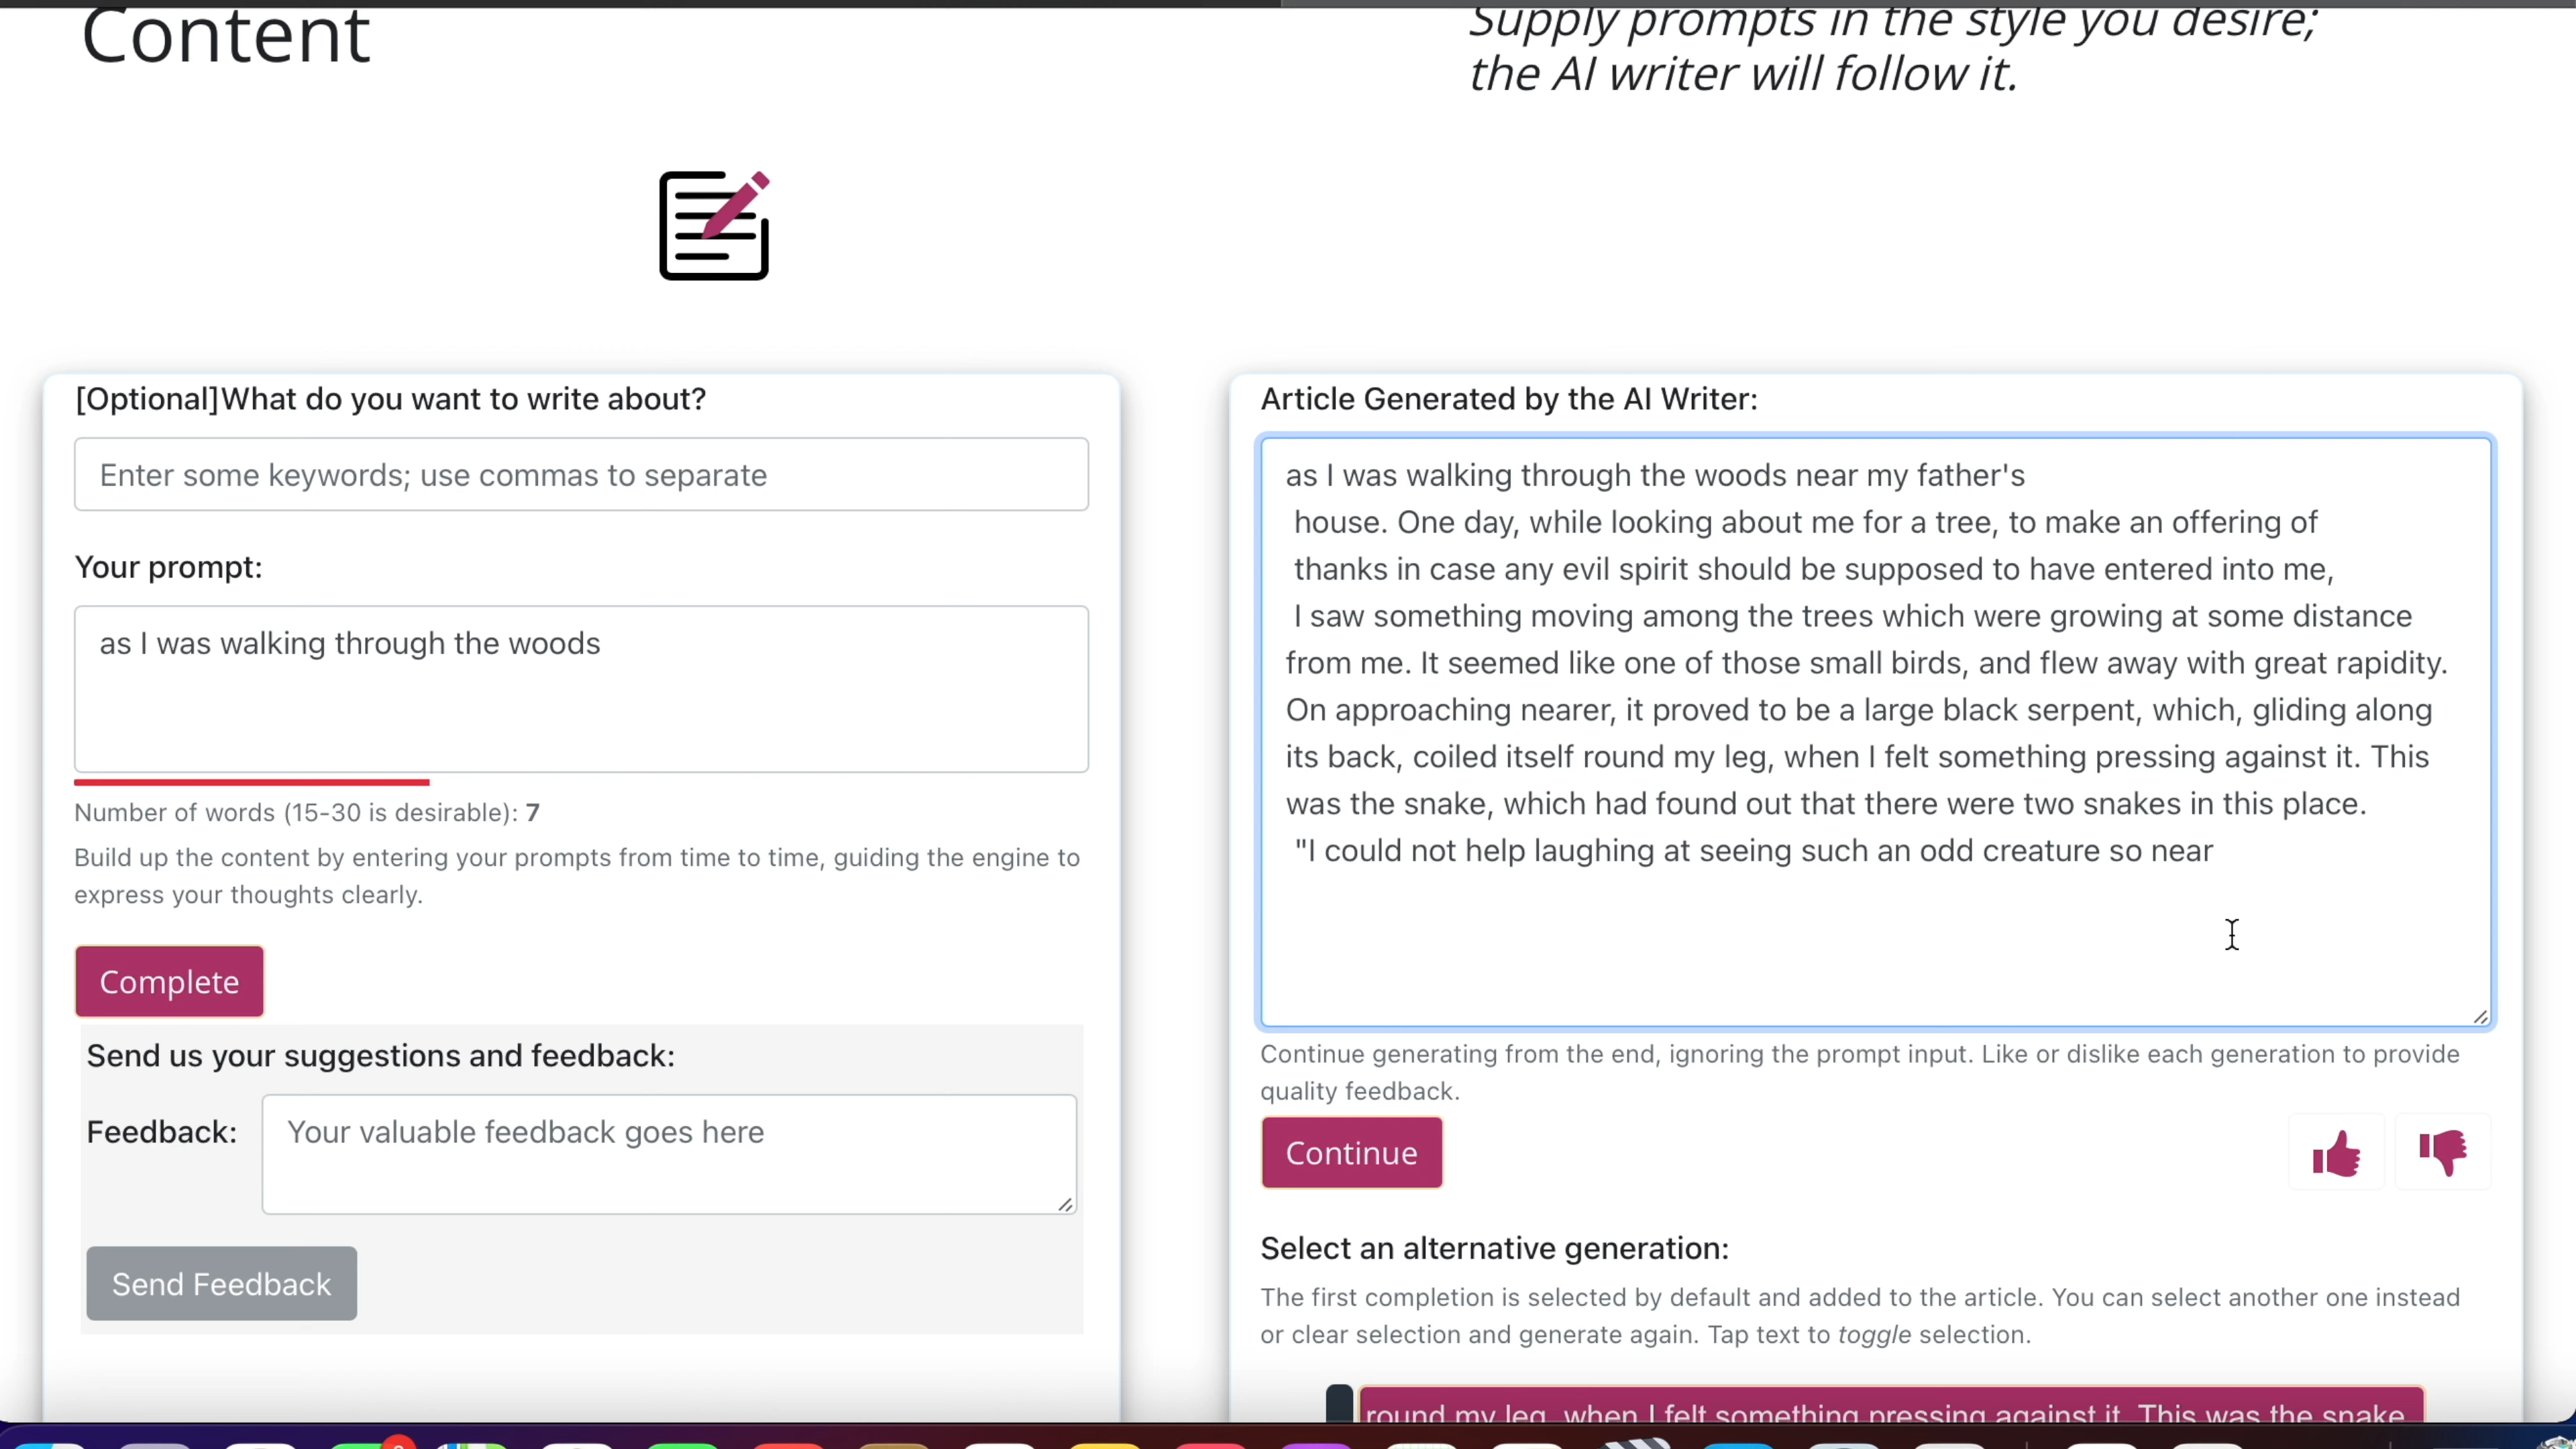 Content
Supply prompts in the style you desire;
the AI writer will follow it.
[Optional]What do you want to write about?
Enter some keywords; use commas to separate
Your prompt:
as I was walking through the woods
Number of words (15-30 is desirable): 7
Build up the content by entering your prompts from time to time, guiding the engine to
express your thoughts clearly.
Complete
Send us your suggestions and feedback:
Feedback:
Your valuable feedback goes here
Send Feedback
Article Generated by the AI Writer:
as I was walking through the woods near my father's
house. One day, while looking about me for a tree, to make an offering of
thanks in case any evil spirit should be supposed to have entered into me,
I saw something moving among the trees which were growing at some distance
from me. It seemed like one of those small birds, and flew away with great rapidity.
On approaching nearer, it proved to be a large black serpent, which, gliding along
its back, coiled itself round my leg, when I felt something pressing against it. This
was the snake, which had found out that there were two snakes in this place.
"I could not help laughing at seeing such an odd creature so near
Continue generating from the end, ignoring the prompt input. Like or dislike each generation to provide
quality feedback.
Continue
Select an alternative generation:
The first completion is selected by default and added to the article. You can select another one instead
or clear selection and generate again. Tap text to toggle selection.
round my leg, when I felt something pressing against it. This was the snake